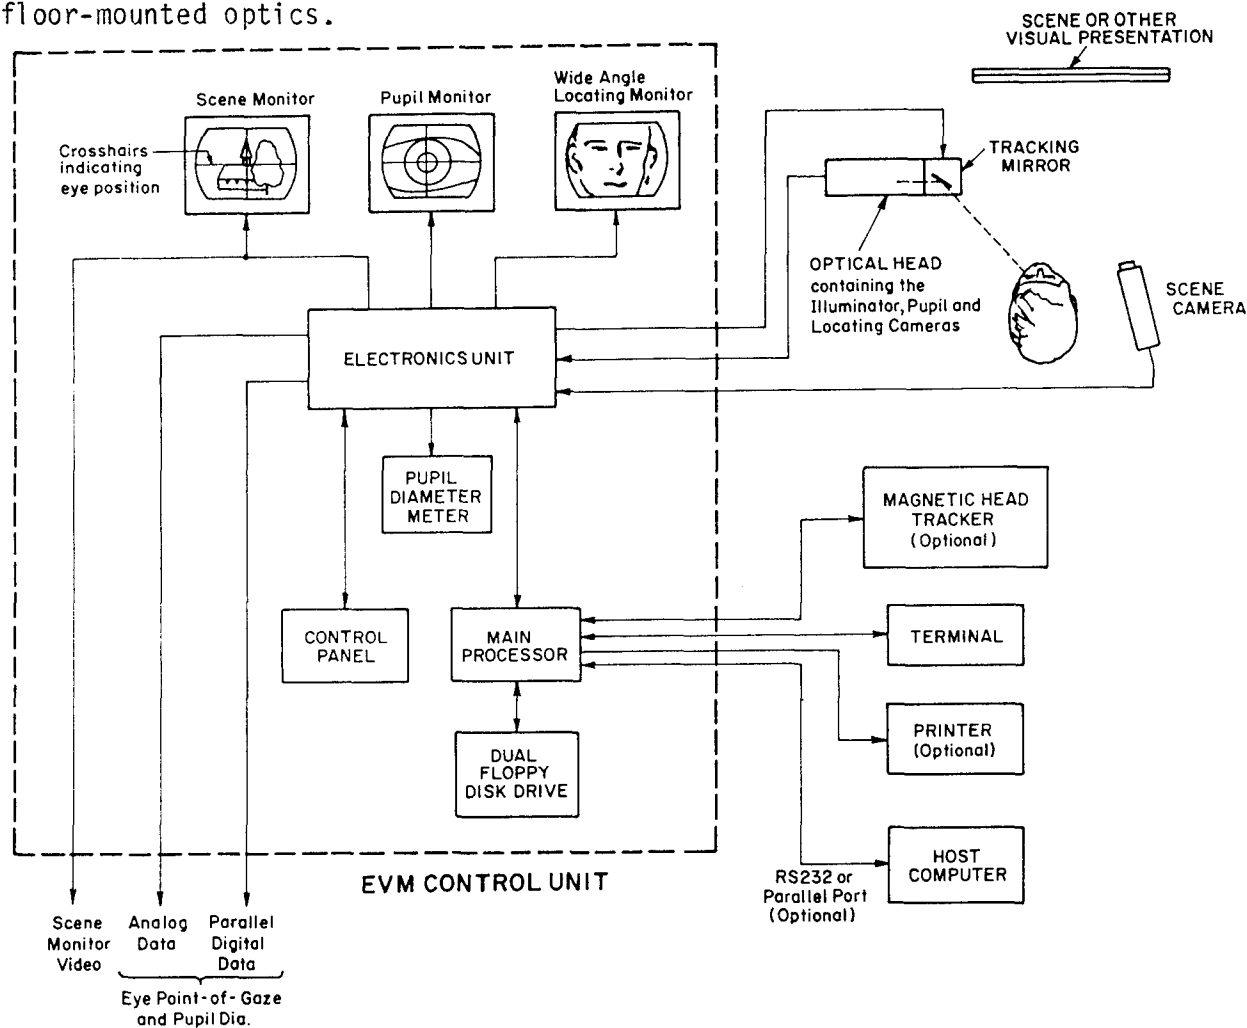 floor-mounted optics.
SCENE OR OTHER
VISUAL PRESENTATION
Scene Monitor
Pupil Monitor
Wide Angle
Locating Monitor
Crosshairs
indicating
eye position
TRACKING
MIRROR
OPTICAL HEAD
containing the
Illuminator, Pupil and
Locating Cameras
SCENE
CAMERA
ELECTRONICS UNIT
PUPIL
DIAMETER
METER
MAGNETIC HEAD
TRACKER
(Optional)
CONTROL
PANEL
MAIN
PROCESSOR
TERMINAL
PRINTER
(Optional)
DUAL
FLOPPY
DISK DRIVE
HOST
COMPUTER
RS232 or
Parallel Port
(Optional)
EVM CONTROL UNIT
Scene
Monitor
Video
Analog
Data
Parallel
Digital
Data
Eye Point-of-Gaze
and Pupil Dia.